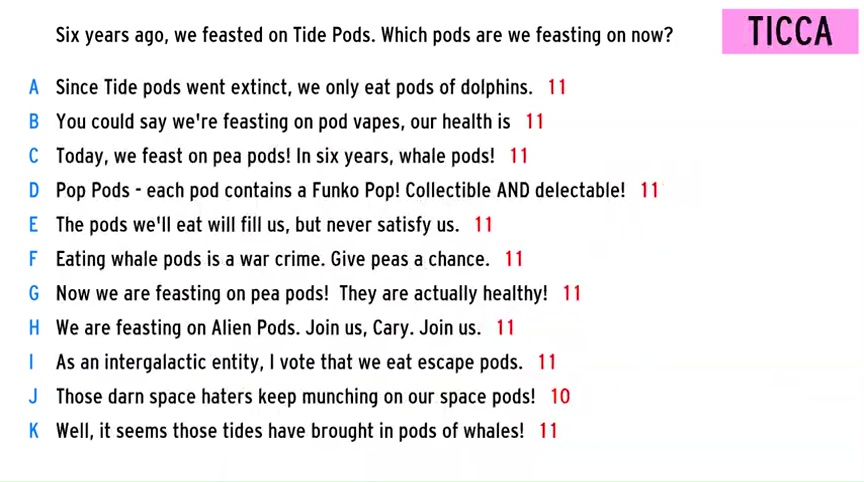 Six years ago, we feasted on Tide Pods. Which pods are we feasting on now?
TICCA
A Since Tide pods went extinct, we only eat pods of dolphins. 11
B You could say we're feasting on pod vapes, our health is 11
C Today, we feast on pea pods! In six years, whale pods! 11
D Pop Pods - each pod contains a Funko Pop! Collectible AND delectable! 11
E The pods we'll eat will fill us, but never satisfy us. 11
F Eating whale pods is a war crime. Give peas a chance. 11
G Now we are feasting on pea pods! They are actually healthy! 11
H We are feasting on Alien Pods. Join us, Cary. Join us. 11
I As an intergalactic entity, I vote that we eat escape pods. 11
J Those darn space haters keep munching on our space pods! 10
K Well, it seems those tides have brought in pods of whales! 11